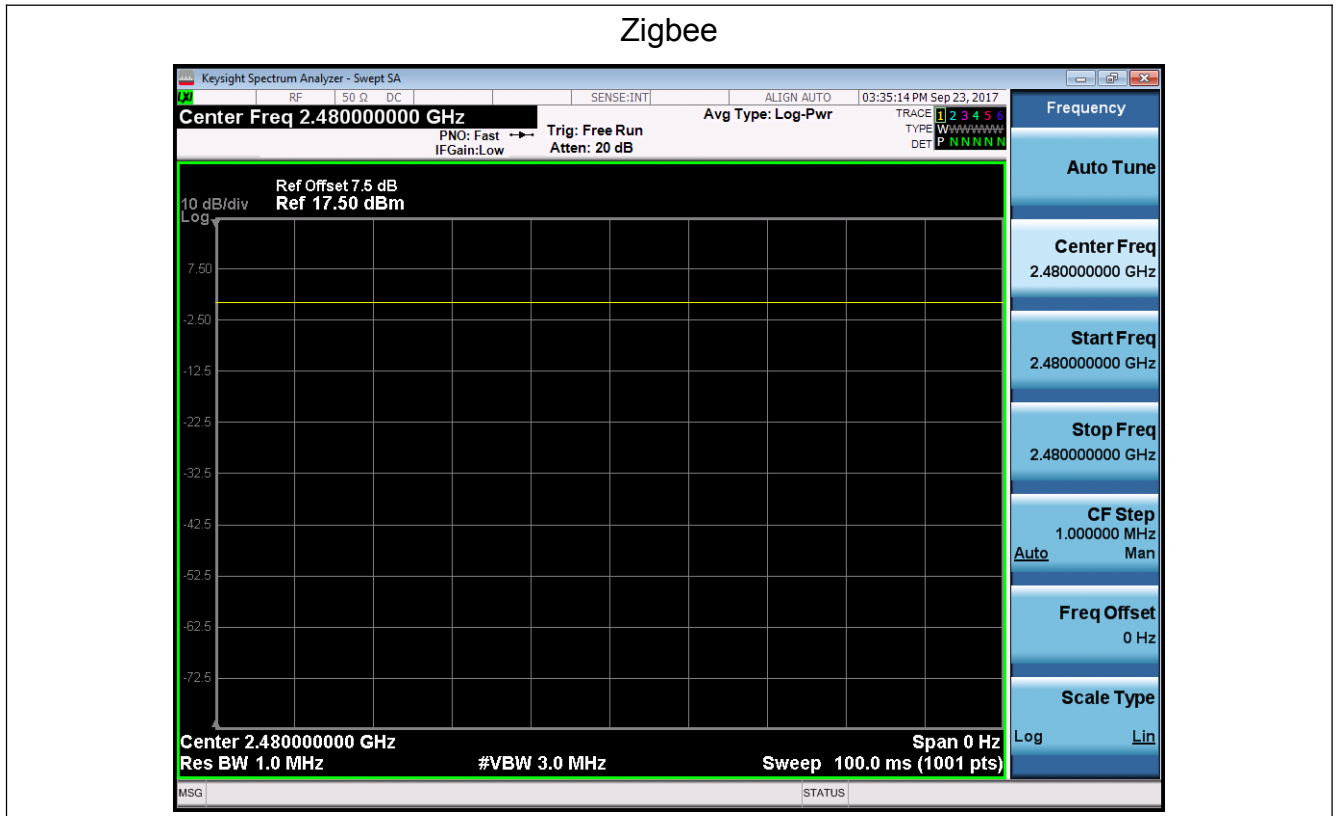 Zigbee
Keysight Spectrum Analyzer - Swept SA
LXI RF 50 Ω DC SENSE:INT ALIGN AUTO 03:35:14 PM Sep 23, 2017
Center Freq 2.480000000 GHz Avg Type: Log-Pwr TRACE 1 2 3 4 5 6
PNO: Fast Trig: Free Run TYPE WWWWWW
IFGain:Low Atten: 20 dB DET P N N N N N
Ref Offset 7.5 dB
10 dB/div Ref 17.50 dBm
Log
7.50
-2.50
-12.5
-22.5
-32.5
-42.5
-52.5
-62.5
-72.5
Center 2.480000000 GHz Span 0 Hz
Res BW 1.0 MHz #VBW 3.0 MHz Sweep 100.0 ms (1001 pts)
MSG STATUS
Frequency
Auto Tune
Center Freq
2.480000000 GHz
Start Freq
2.480000000 GHz
Stop Freq
2.480000000 GHz
CF Step
1.000000 MHz
Auto Man
Freq Offset
0 Hz
Scale Type
Log Lin